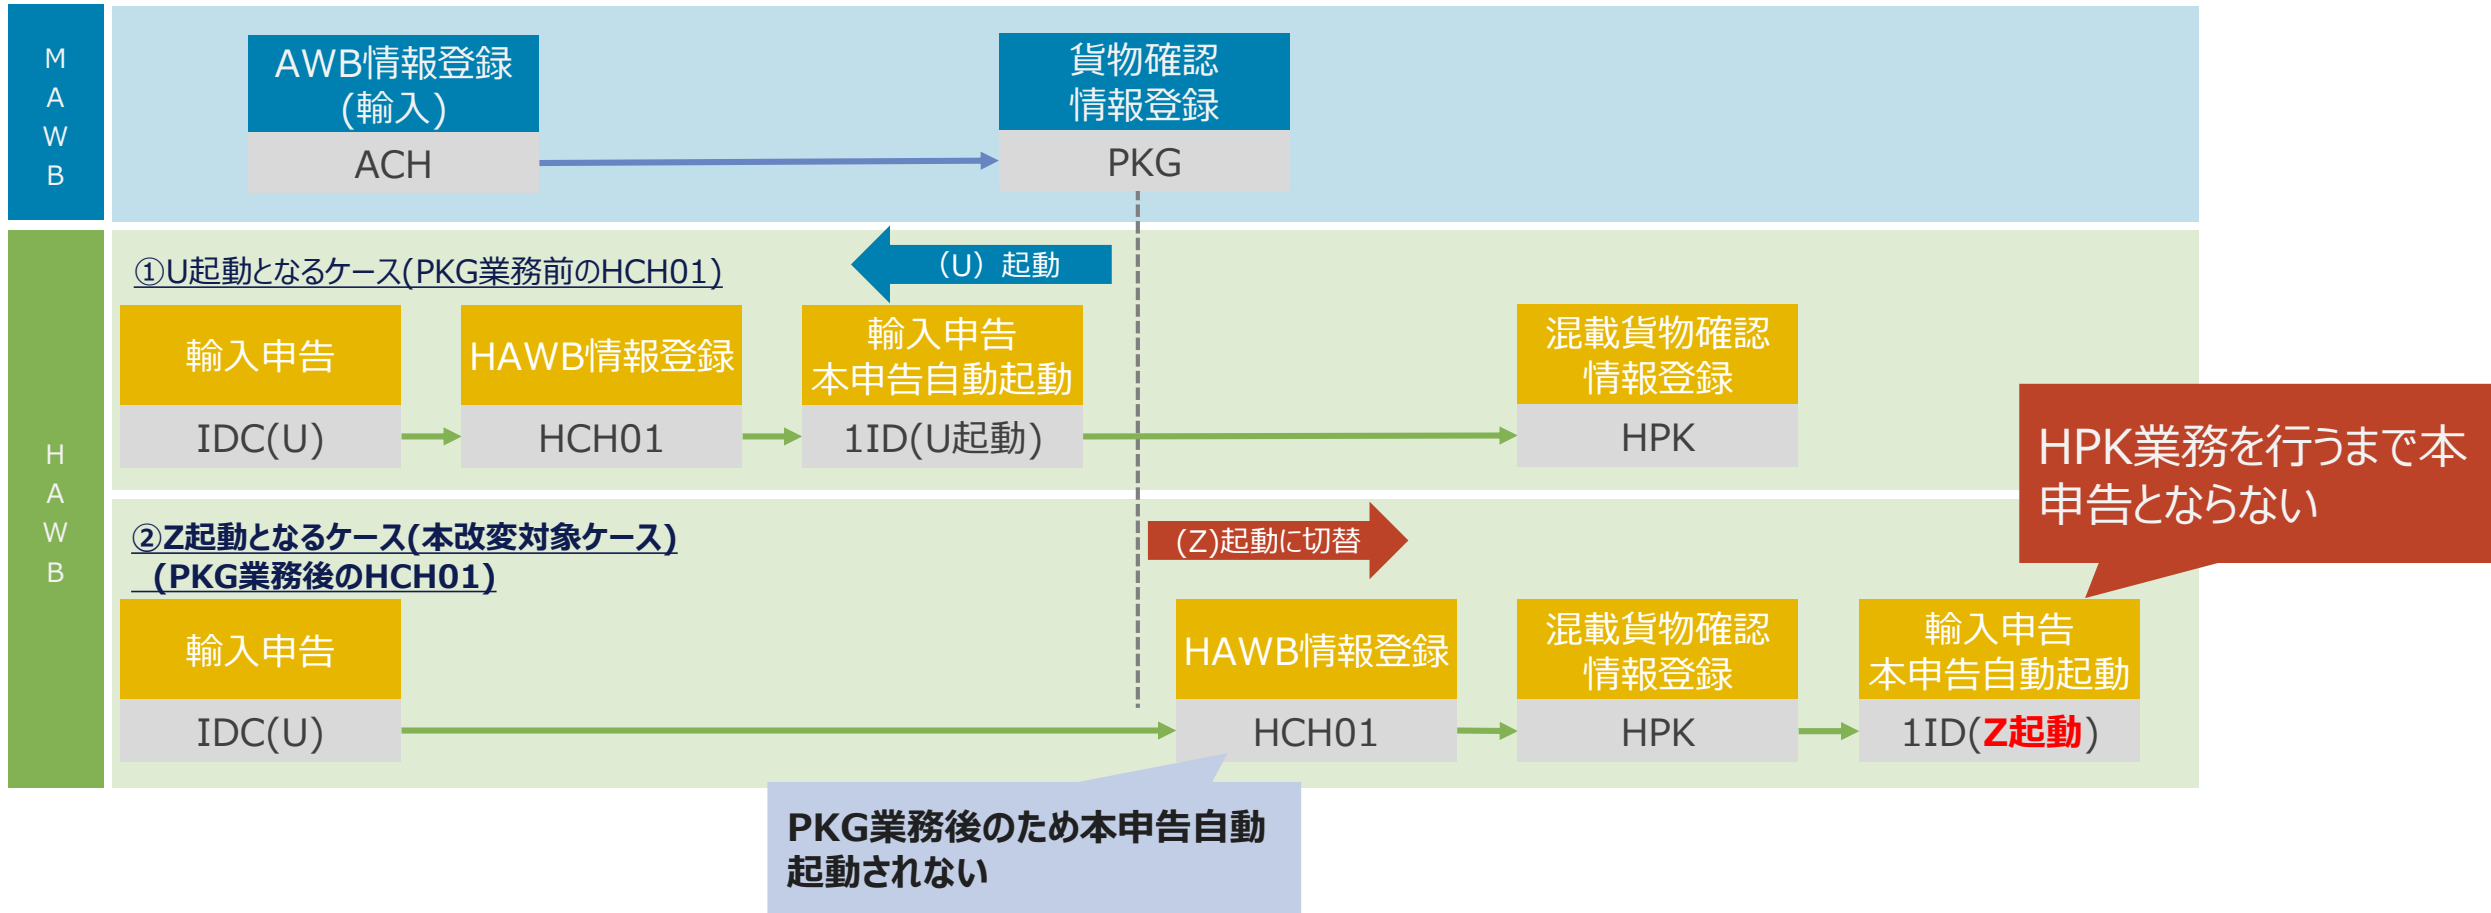 M
A
W
B
AWB情報登録
(輸入)
ACH
貨物確認
情報登録
PKG
H
A
W
B
①U起動となるケース(PKG業務前のHCH01)
（U）起動
輸入申告
IDC(U)
HAWB情報登録
HCH01
輸入申告
本申告自動起動
1ID(U起動)
混載貨物確認
情報登録
HPK
HPK業務を行うまで本
申告とならない
②Z起動となるケース(本改変対象ケース)
(PKG業務後のHCH01)
(Z)起動に切替
輸入申告
IDC(U)
HAWB情報登録
HCH01
混載貨物確認
情報登録
HPK
輸入申告
本申告自動起動
1ID(Z起動)
PKG業務後のため本申告自動
起動されない